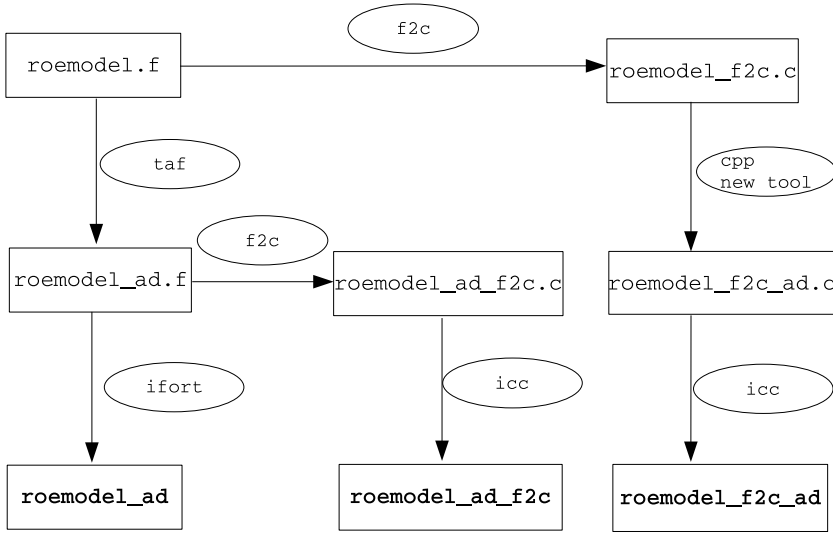 f2c
roemodel.f
roemodel_f2c.c
taf
cpp
new tool
f2c
roemodel_ad.f
roemodel_ad_f2c.c
roemodel_f2c_ad.c
ifort
icc
icc
roemodel_ad
roemodel_ad_f2c
roemodel_f2c_ad